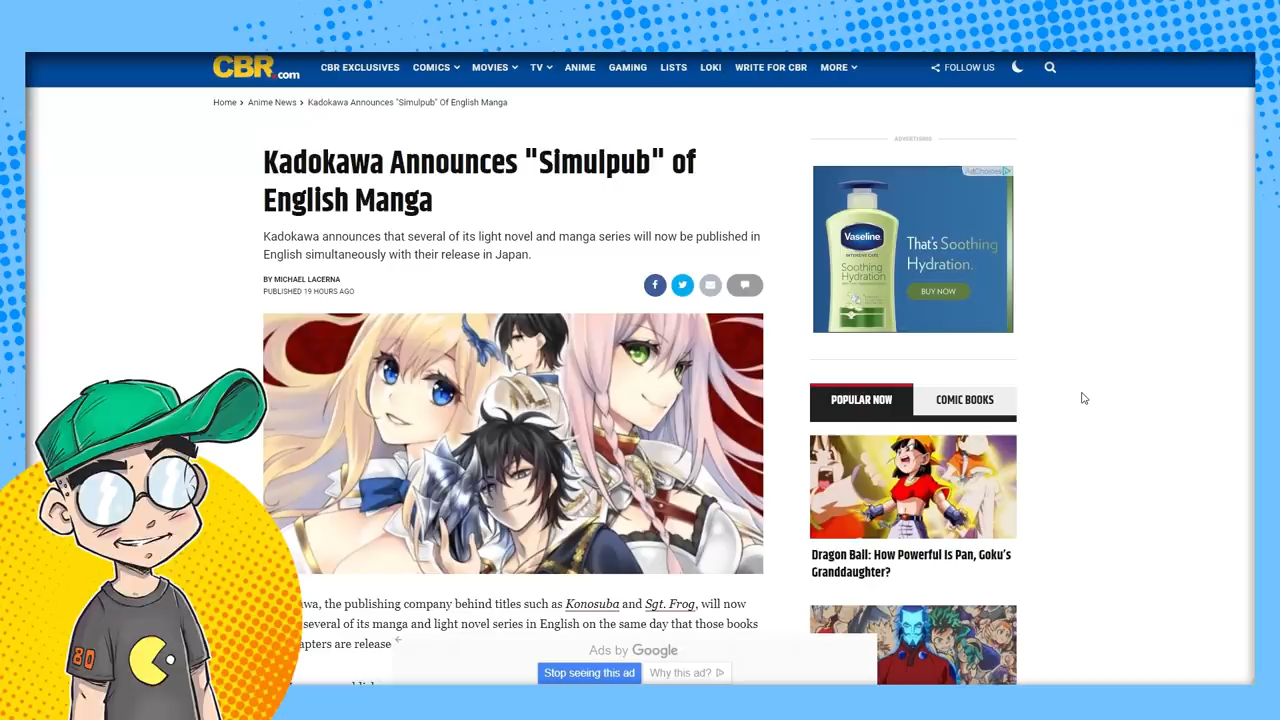 CBR.com
CBR EXCLUSIVES COMICS MOVIES TV ANIME GAMING LISTS LOKI WRITE FOR CBR MORE FOLLOW US
Home > Anime News > Kadokawa Announces "Simulpub" Of English Manga
ADVERTISING
Kadokawa Announces "Simulpub" of
English Manga
Kadokawa announces that several of its light novel and manga series will now be published in
English simultaneously with their release in Japan.
BY MICHAEL LACERNA
PUBLISHED 19 HOURS AGO
AdChoices
Vaseline
INTENSIVE CARE
Soothing
Hydration
That's Soothing
Hydration.
BUY NOW
POPULAR NOW COMIC BOOKS
Dragon Ball: How Powerful Is Pan, Goku's
Granddaughter?
wa, the publishing company behind titles such as Konosuba and Sgt. Frog, will now
several of its manga and light novel series in English on the same day that those books
apters are release
Ads by Google
Stop seeing this ad Why this ad?
80